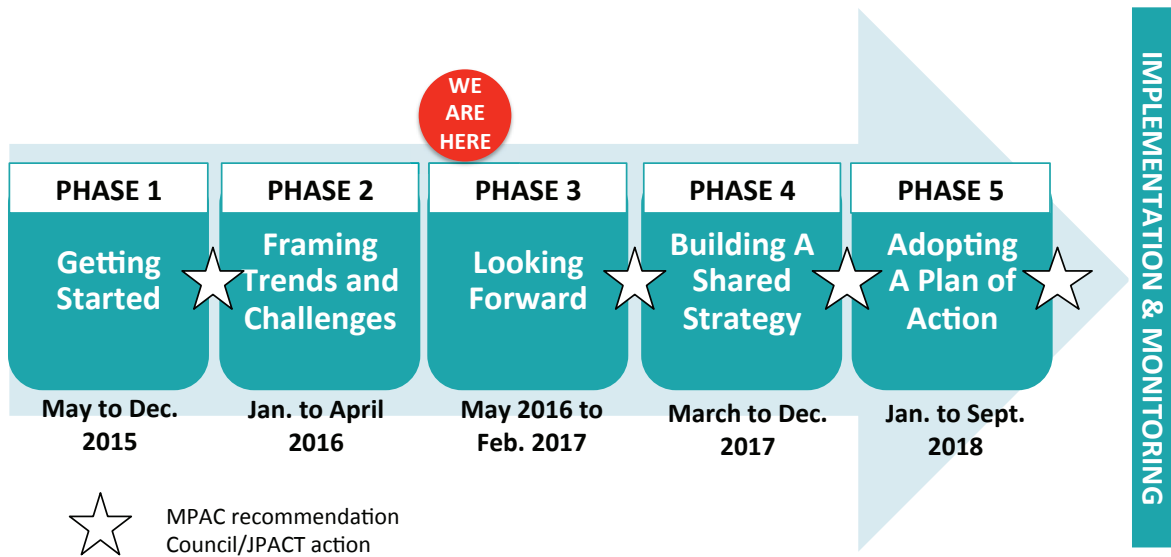 WE
ARE
HERE
PHASE 1
Getting
Started
May to Dec.
2015
PHASE 2
Framing
Trends and
Challenges
Jan. to April
2016
PHASE 3
Looking
Forward
May 2016 to
Feb. 2017
PHASE 4
Building A
Shared
Strategy
March to Dec.
2017
PHASE 5
Adopting
A Plan of
Action
Jan. to Sept.
2018
IMPLEMENTATION & MONITORING
MPAC recommendation
Council/JPACT action